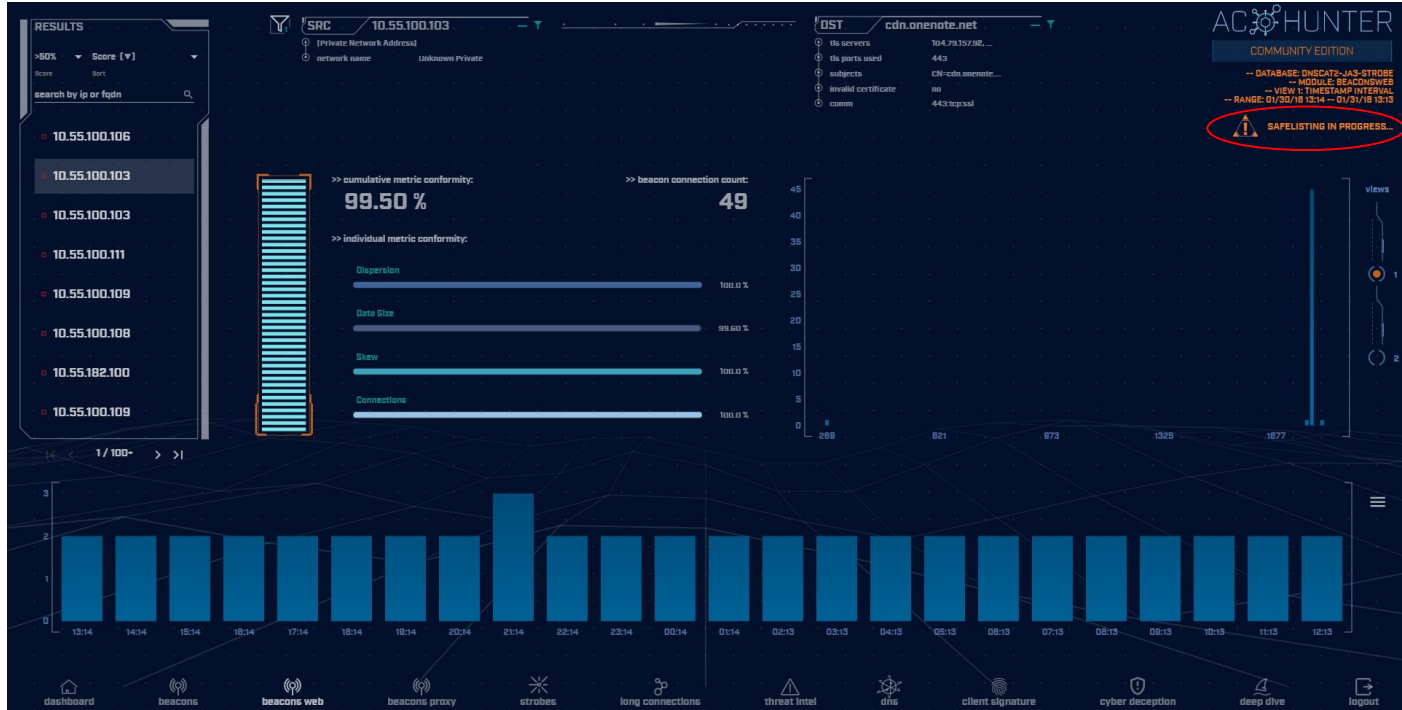 RESULTS
>50% Score [▼]
Score Sort
search by ip or fqdn
10.55.100.106
10.55.100.103
10.55.100.103
10.55.100.111
10.55.100.109
10.55.100.108
10.55.182.100
10.55.100.109
1 / 100+
SRC 10.55.100.103
[Private Network Address]
network name Unknown Private
DST cdn.onenote.net
tls servers 104.79.157.92, ...
tls ports used 443
subjects CN=cdn.onenote....
invalid certificate no
comm 443:tcp:ssl
AC HUNTER
COMMUNITY EDITION
-- DATABASE: DNSCAT2-JA3-STROBE
-- MODULE: BEACONSWEB
-- VIEW 1: TIMESTAMP INTERVAL
-- RANGE: 01/30/18 13:14 -- 01/31/18 13:13
SAFELISTING IN PROGRESS...
>> cumulative metric conformity:
99.50 %
>> beacon connection count:
49
>> individual metric conformity:
Dispersion
100.0 %
Data Size
99.60 %
Skew
100.0 %
Connections
100.0 %
45
40
35
30
25
20
15
10
5
0
269 621 973 1325 1677
views
1
2
3
2
1
0
13:14 14:14 15:14 16:14 17:14 18:14 19:14 20:14 21:14 22:14 23:14 00:14 01:14 02:13 03:13 04:13 05:13 06:13 07:13 08:13 09:13 10:13 11:13 12:13
dashboard beacons beacons web beacons proxy strobes long connections threat intel dns client signature cyber deception deep dive logout